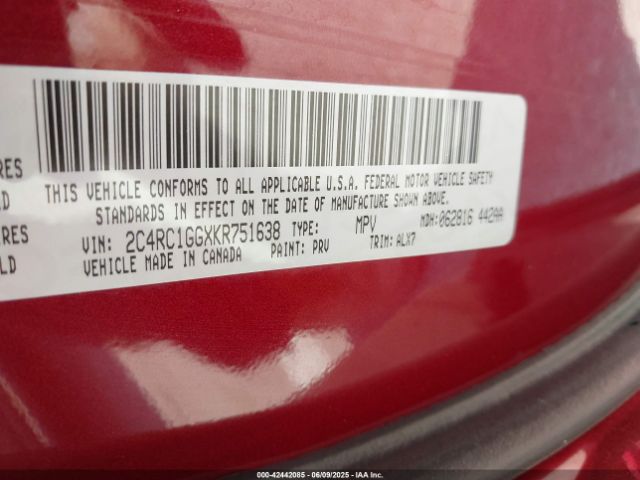 THIS VEHICLE CONFORMS TO ALL APPLICABLE U.S.A. FEDERAL MOTOR VEHICLE SAFETY
STANDARDS IN EFFECT ON THE DATE OF MANUFACTURE SHOWN ABOVE.
VIN: 2C4RC1GGXKR751638 TYPE: MPV MDH: 062816 442AA
VEHICLE MADE IN CANADA PAINT: PRV TRIM: ALX7
RES
LD
RES
LD
000-42442085 - 06/09/2025 - IAA Inc.